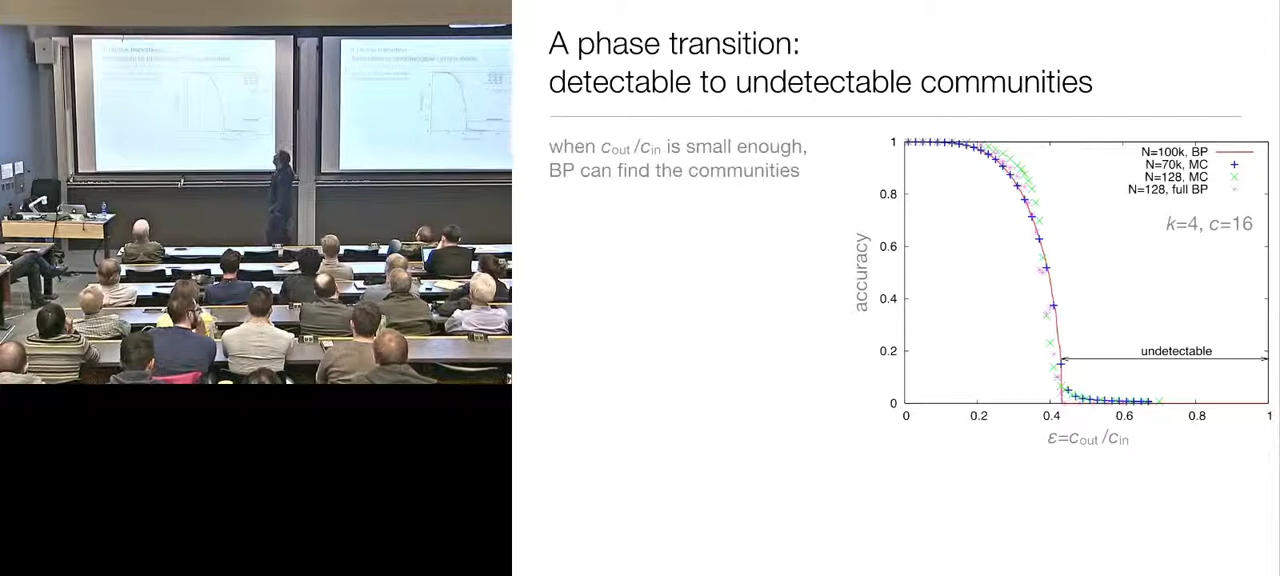 A phase transition:
detectable to undetectable communities
when c_out /c_in is small enough,
BP can find the communities
N=100k, BP
N=70k, MC
N=128, MC
N=128, full BP
k=4, c=16
undetectable
accuracy
1
0.8
0.6
0.4
0.2
0
0 0.2 0.4 0.6 0.8 1
ε=c_out /c_in